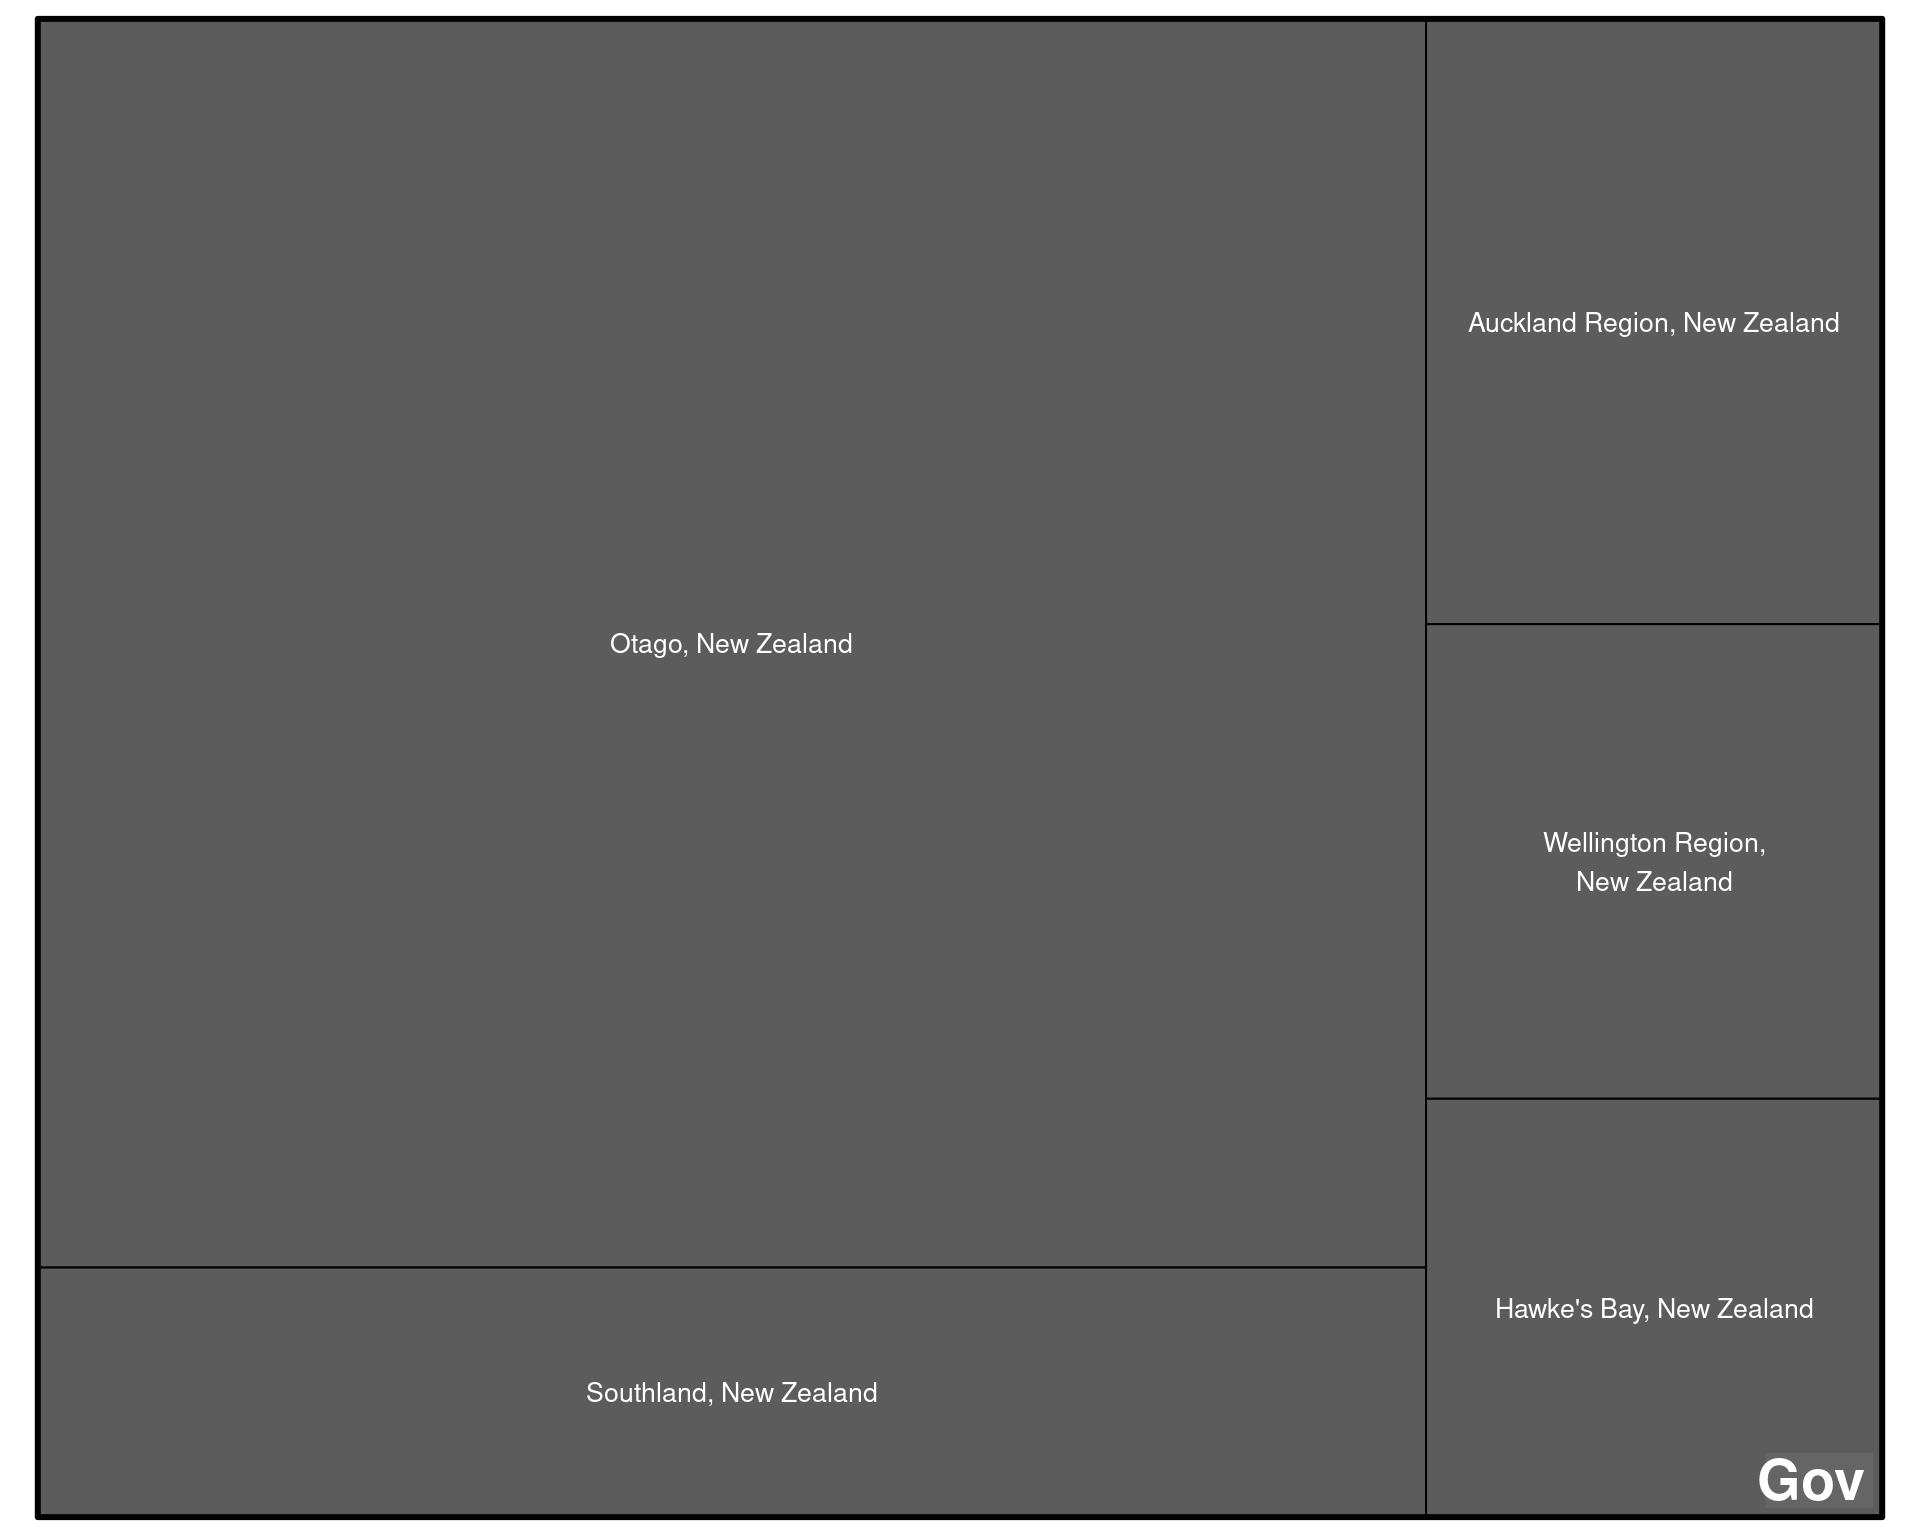 Auckland Region, New Zealand
Otago, New Zealand
Wellington Region,
New Zealand
Hawke's Bay, New Zealand
Southland, New Zealand
Gov